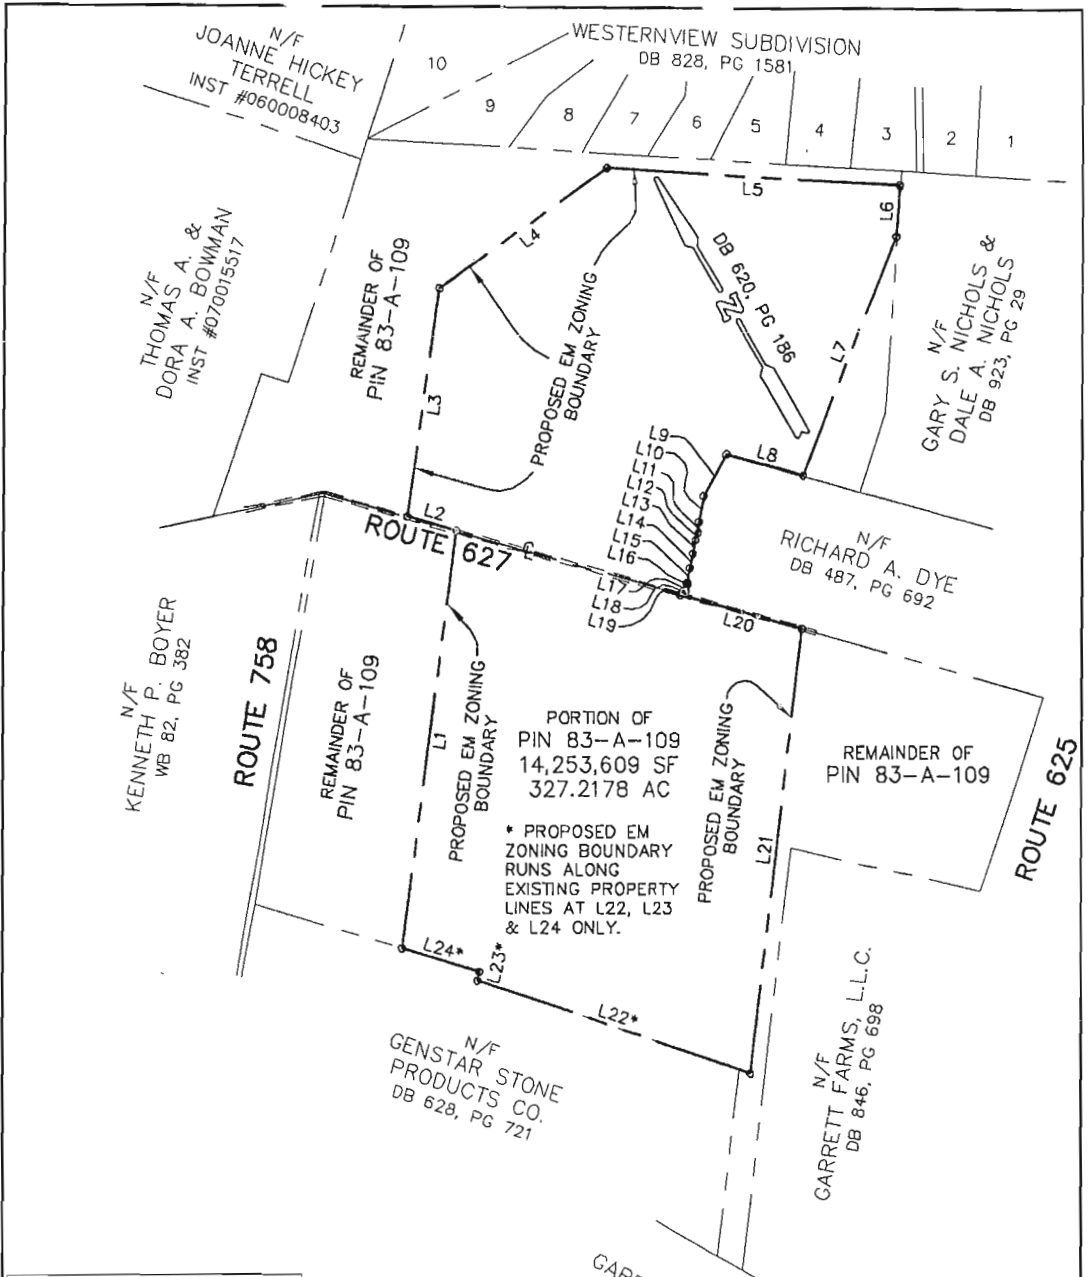 N/F
JOANNE HICKEY
TERRELL
INST #060008403
WESTERNVIEW SUBDIVISION
DB 828, PG 1581
10
9
8
7
6
5
4
3
2
1
L5
L6
L4
N/F
THOMAS A. &
DORA A. BOWMAN
INST #070015517
REMAINDER OF
PIN 83-A-109
PROPOSED EM ZONING
BOUNDARY
DB 620, PG 186
N
L7
N/F
GARY S. NICHOLS &
DALE A. NICHOLS
DB 923, PG 29
L3
L2
L8
L9
L10
L11
L12
L13
L14
L15
L16
L17
L18
L19
L20
ROUTE 627
N/F
RICHARD A. DYE
DB 487, PG 692
N/F
KENNETH P. BOYER
WB 82, PG 382
ROUTE 758
REMAINDER OF
PIN 83-A-109
L1
PROPOSED EM ZONING
BOUNDARY
PORTION OF
PIN 83-A-109
14,253,609 SF
327.2178 AC
* PROPOSED EM
ZONING BOUNDARY
RUNS ALONG
EXISTING PROPERTY
LINES AT L22, L23
& L24 ONLY.
PROPOSED EM ZONING
BOUNDARY
L21
REMAINDER OF
PIN 83-A-109
ROUTE 625
L24*
L23*
L22*
N/F
GENSTAR STONE
PRODUCTS CO.
DB 628, PG 721
N/F
GARRETT FARMS, L.L.C.
DB 846, PG 698